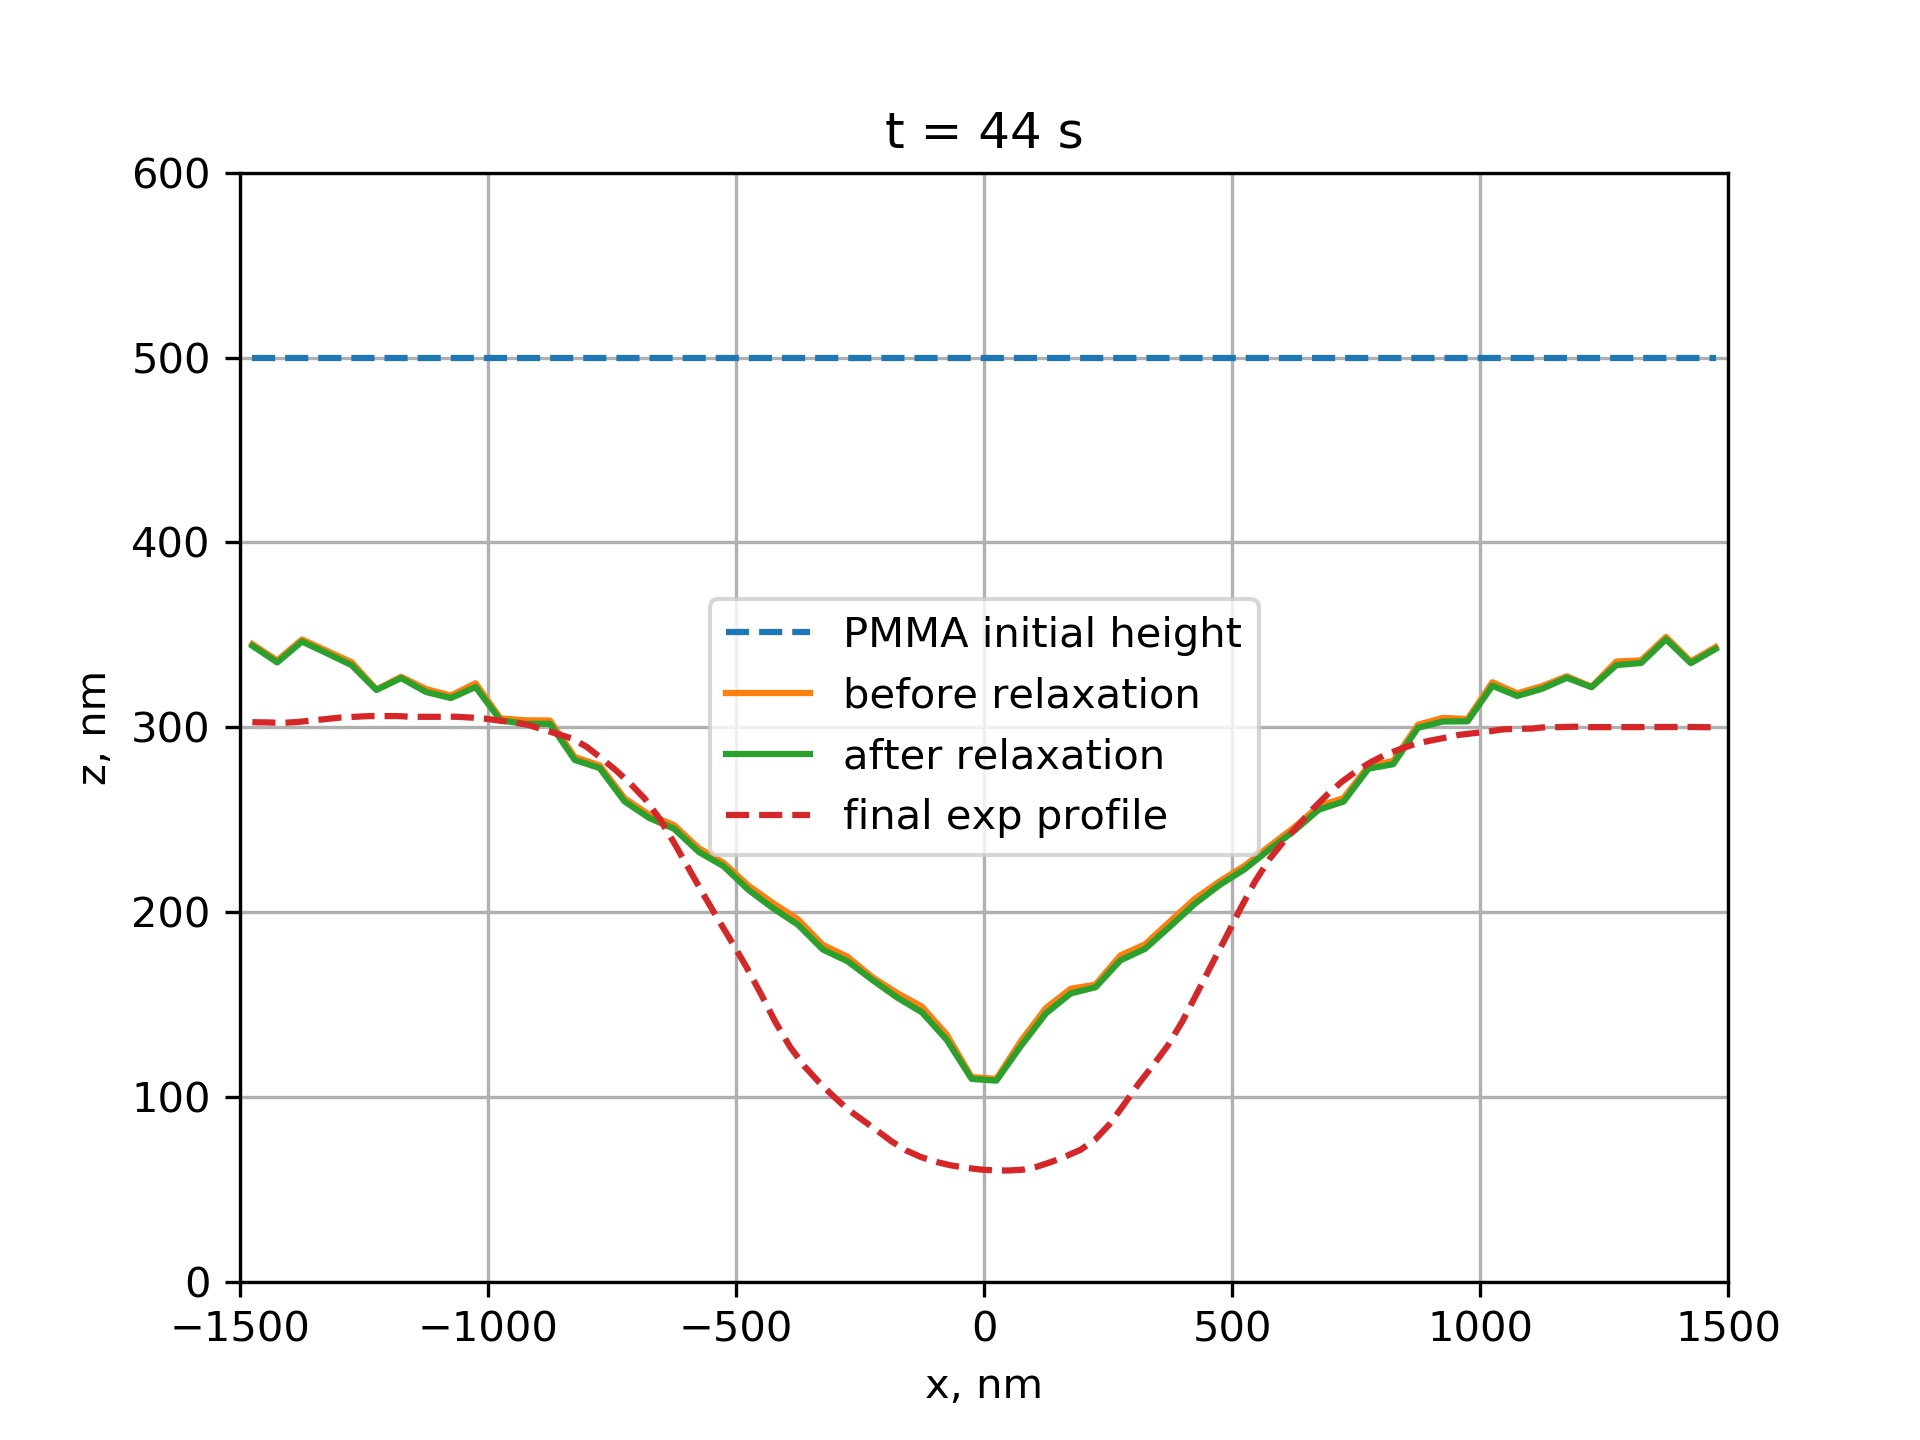 t = 44 s
600
500
400
300
200
100
0
z, nm
PMMA initial height
before relaxation
after relaxation
final exp profile
−1500 −1000 −500 0 500 1000 1500
x, nm